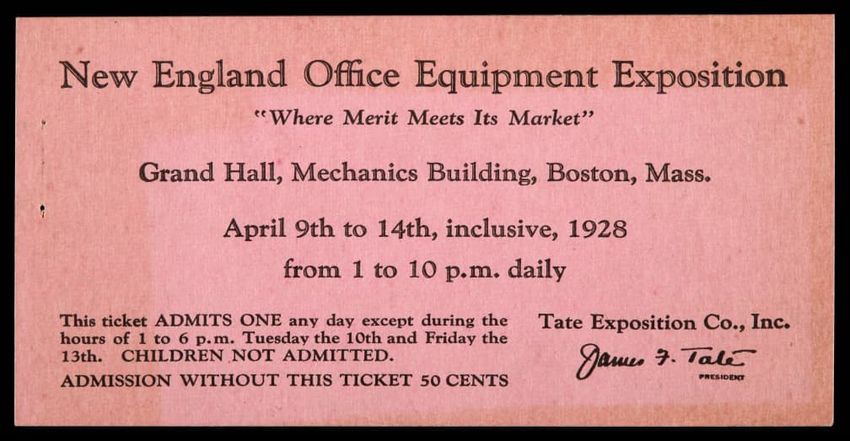 New England Office Equipment Exposition
"Where Merit Meets Its Market"
Grand Hall, Mechanics Building, Boston, Mass.
April 9th to 14th, inclusive, 1928
from 1 to 10 p.m. daily
This ticket ADMITS ONE any day except during the
hours of 1 to 6 p.m. Tuesday the 10th and Friday the
13th. CHILDREN NOT ADMITTED.
ADMISSION WITHOUT THIS TICKET 50 CENTS
Tate Exposition Co., Inc.
James F. Tate
PRESIDENT